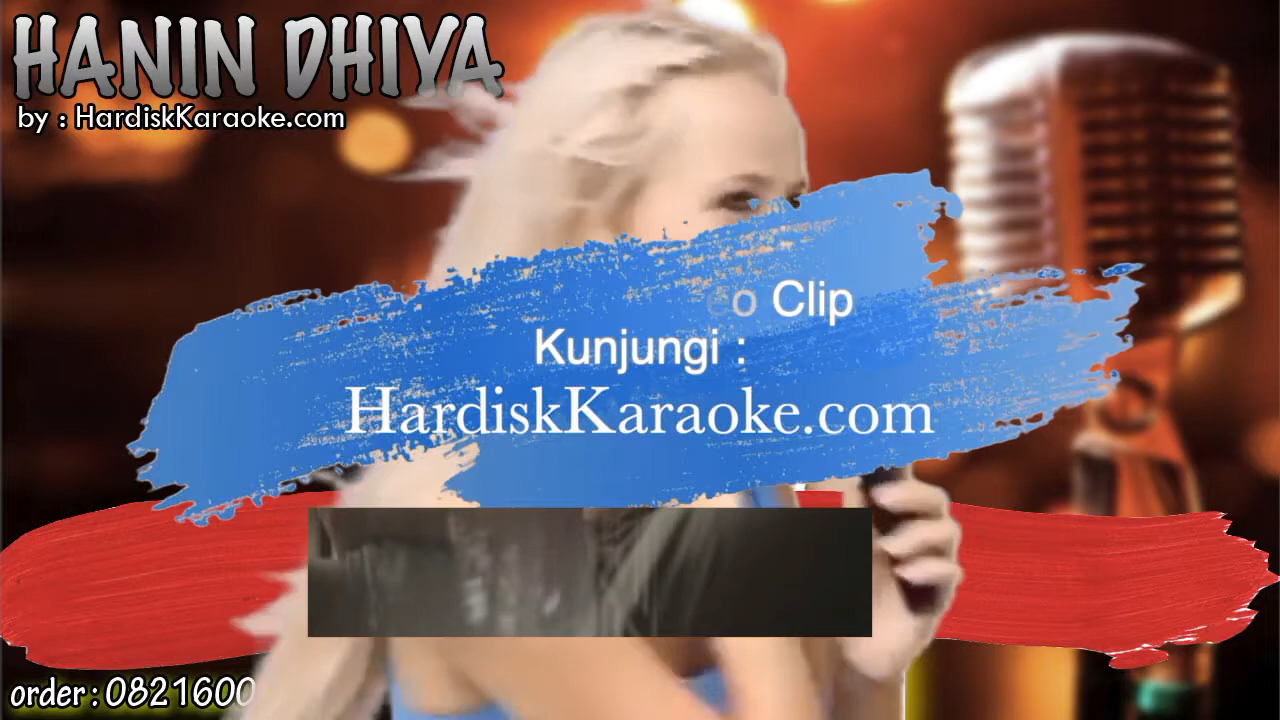 HANIN DHIYA
by : HardiskKaraoke.com
Clip
Kunjungi :
HardiskKaraoke.com
order : 0821600